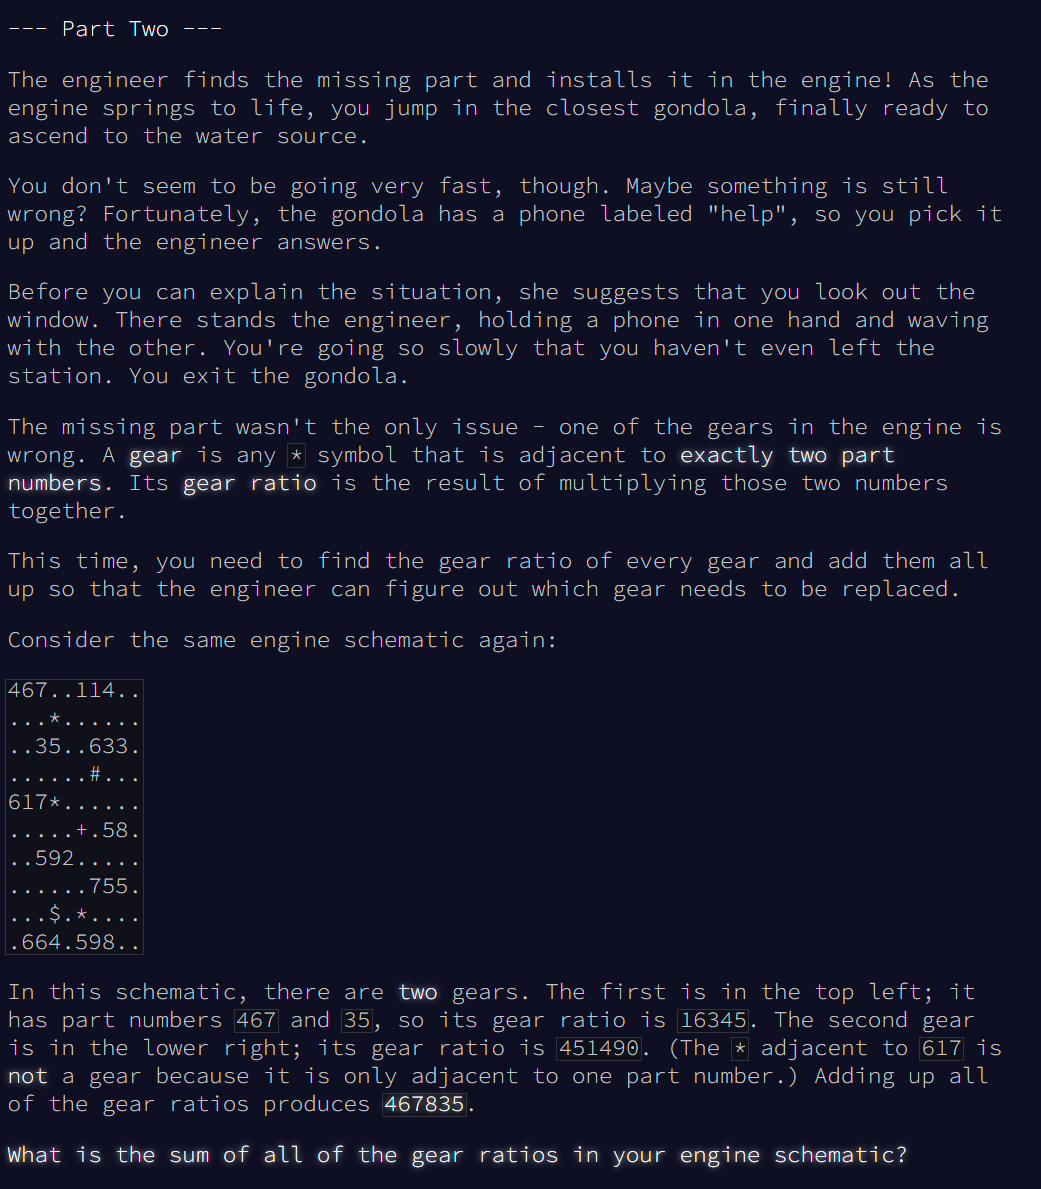 --- Part Two ---
The engineer finds the missing part and installs it in the engine! As the
engine springs to life, you jump in the closest gondola, finally ready to
ascend to the water source.
You don't seem to be going very fast, though. Maybe something is still
wrong? Fortunately, the gondola has a phone labeled "help", so you pick it
up and the engineer answers.
Before you can explain the situation, she suggests that you look out the
window. There stands the engineer, holding a phone in one hand and waving
with the other. You're going so slowly that you haven't even left the
station. You exit the gondola.
The missing part wasn't the only issue - one of the gears in the engine is
wrong. A gear is any * symbol that is adjacent to exactly two part
numbers. Its gear ratio is the result of multiplying those two numbers
together.
This time, you need to find the gear ratio of every gear and add them all
up so that the engineer can figure out which gear needs to be replaced.
Consider the same engine schematic again:
467..114..
...*......
..35..633.
......#...
617*......
.....+.58.
..592.....
......755.
...$.*....
.664.598..
In this schematic, there are two gears. The first is in the top left; it
has part numbers 467 and 35, so its gear ratio is 16345. The second gear
is in the lower right; its gear ratio is 451490. (The * adjacent to 617 is
not a gear because it is only adjacent to one part number.) Adding up all
of the gear ratios produces 467835.
What is the sum of all of the gear ratios in your engine schematic?